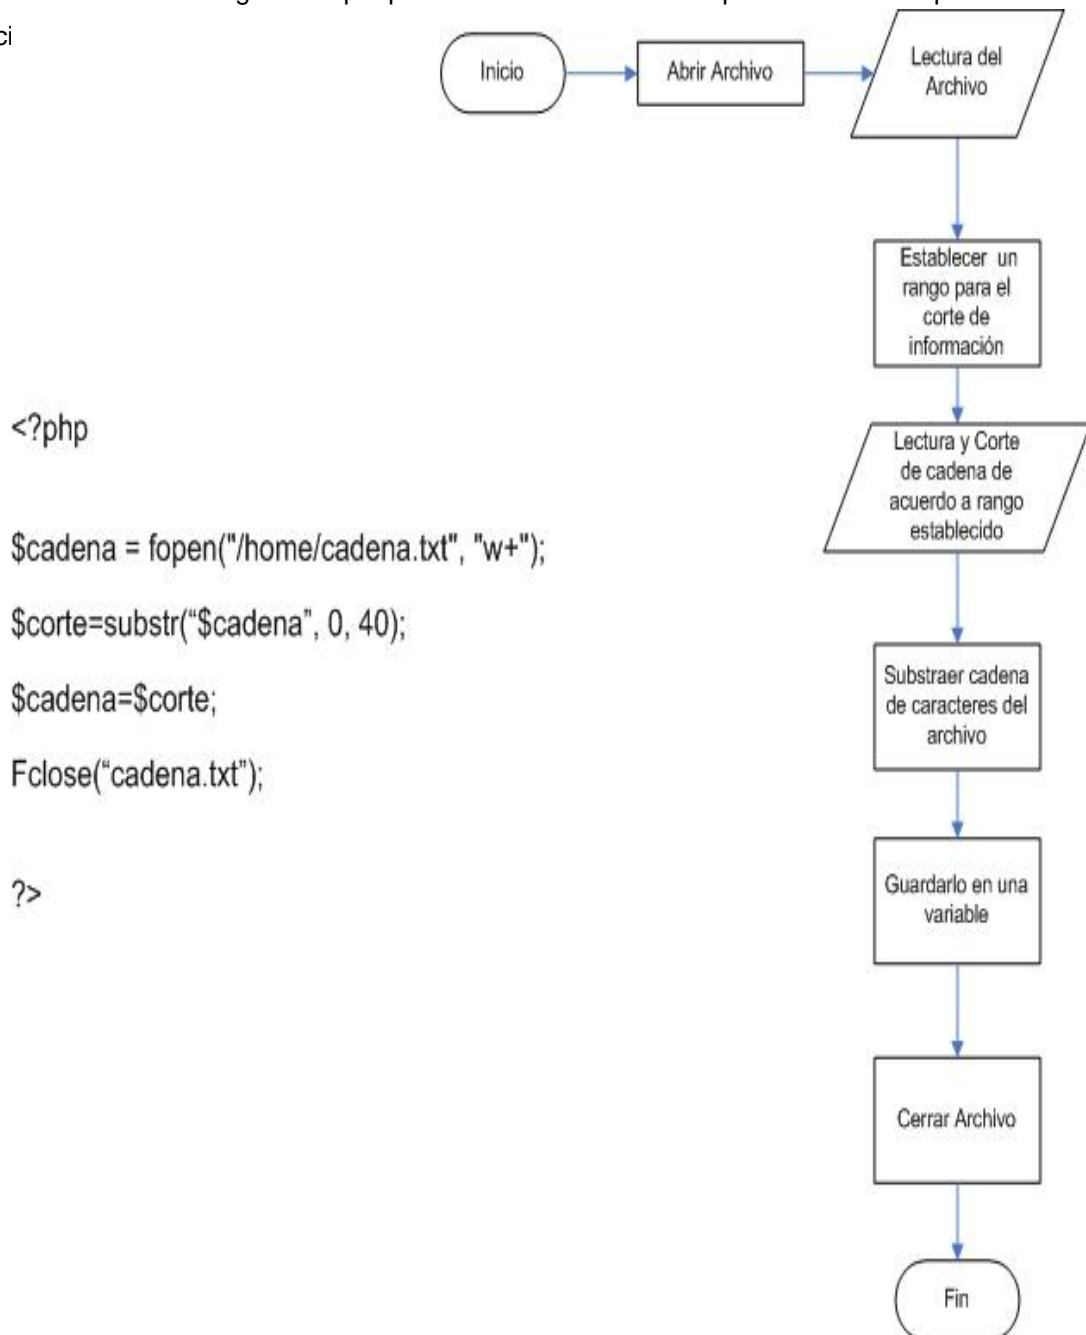 ci
Inicio
Abrir Archivo
Lectura del
Archivo
Establecer un
rango para el
corte de
información
Lectura y Corte
de cadena de
acuerdo a rango
establecido
Substraer cadena
de caracteres del
archivo
Guardarlo en una
variable
Cerrar Archivo
Fin
<?php
$cadena = fopen("/home/cadena.txt", "w+");
$corte=substr(“$cadena”, 0, 40);
$cadena=$corte;
Fclose(“cadena.txt”);
?>